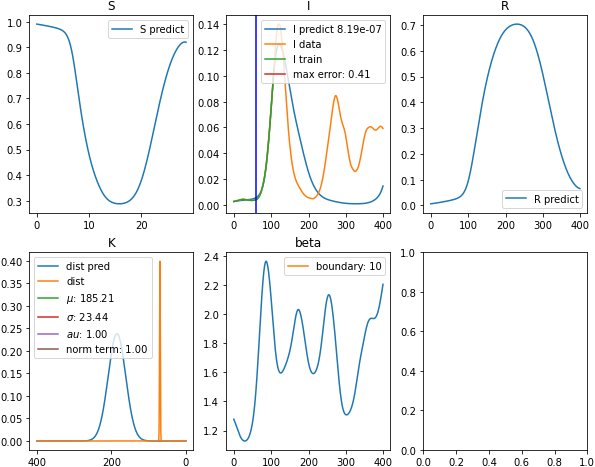 S
S predict
1.0
0.9
0.8
0.7
0.6
0.5
0.4
0.3
0 10 20
I
I predict 8.19e-07
I data
I train
max error: 0.41
0.14
0.12
0.10
0.08
0.06
0.04
0.02
0.00
0 100 200 300 400
R
R predict
0.7
0.6
0.5
0.4
0.3
0.2
0.1
0.0
0 100 200 300 400
K
dist pred
dist
μ: 185.21
σ: 23.44
au: 1.00
norm term: 1.00
0.40
0.35
0.30
0.25
0.20
0.15
0.10
0.05
0.00
400 200 0
beta
boundary: 10
2.4
2.2
2.0
1.8
1.6
1.4
1.2
0 100 200 300 400
1.0
0.8
0.6
0.4
0.2
0.0
0.0 0.2 0.4 0.6 0.8 1.0